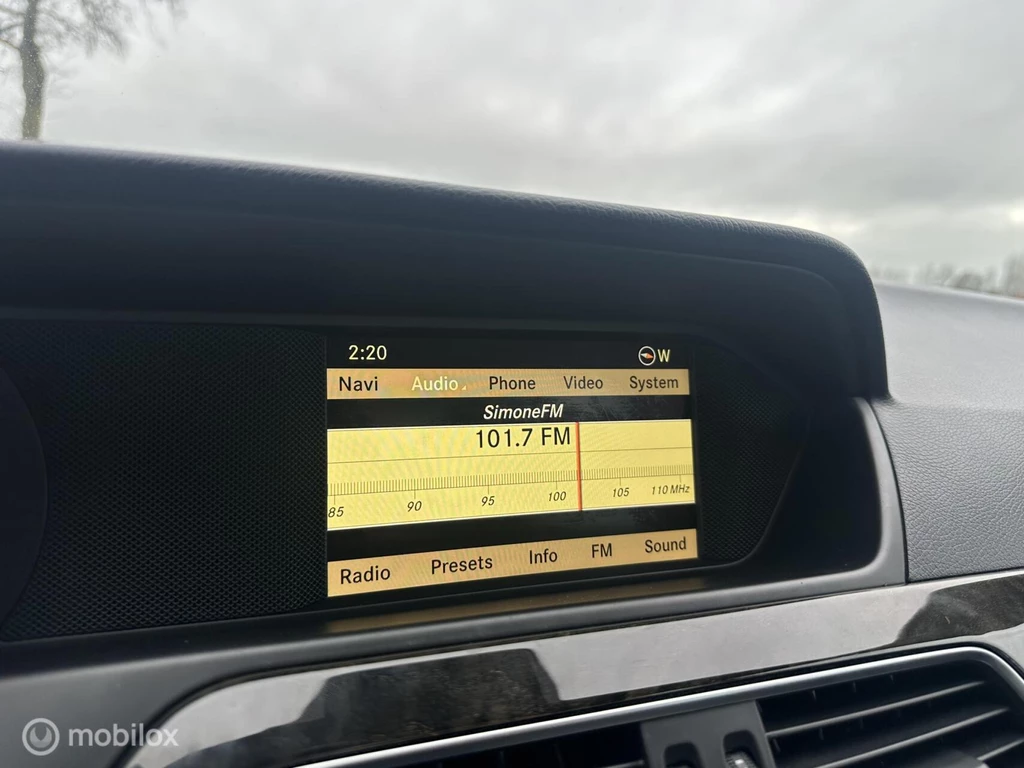 2:20 W
Navi Audio Phone Video System
SimoneFM
101.7 FM
85 90 95 100 105 110 MHz
Radio Presets Info FM Sound
mobilox